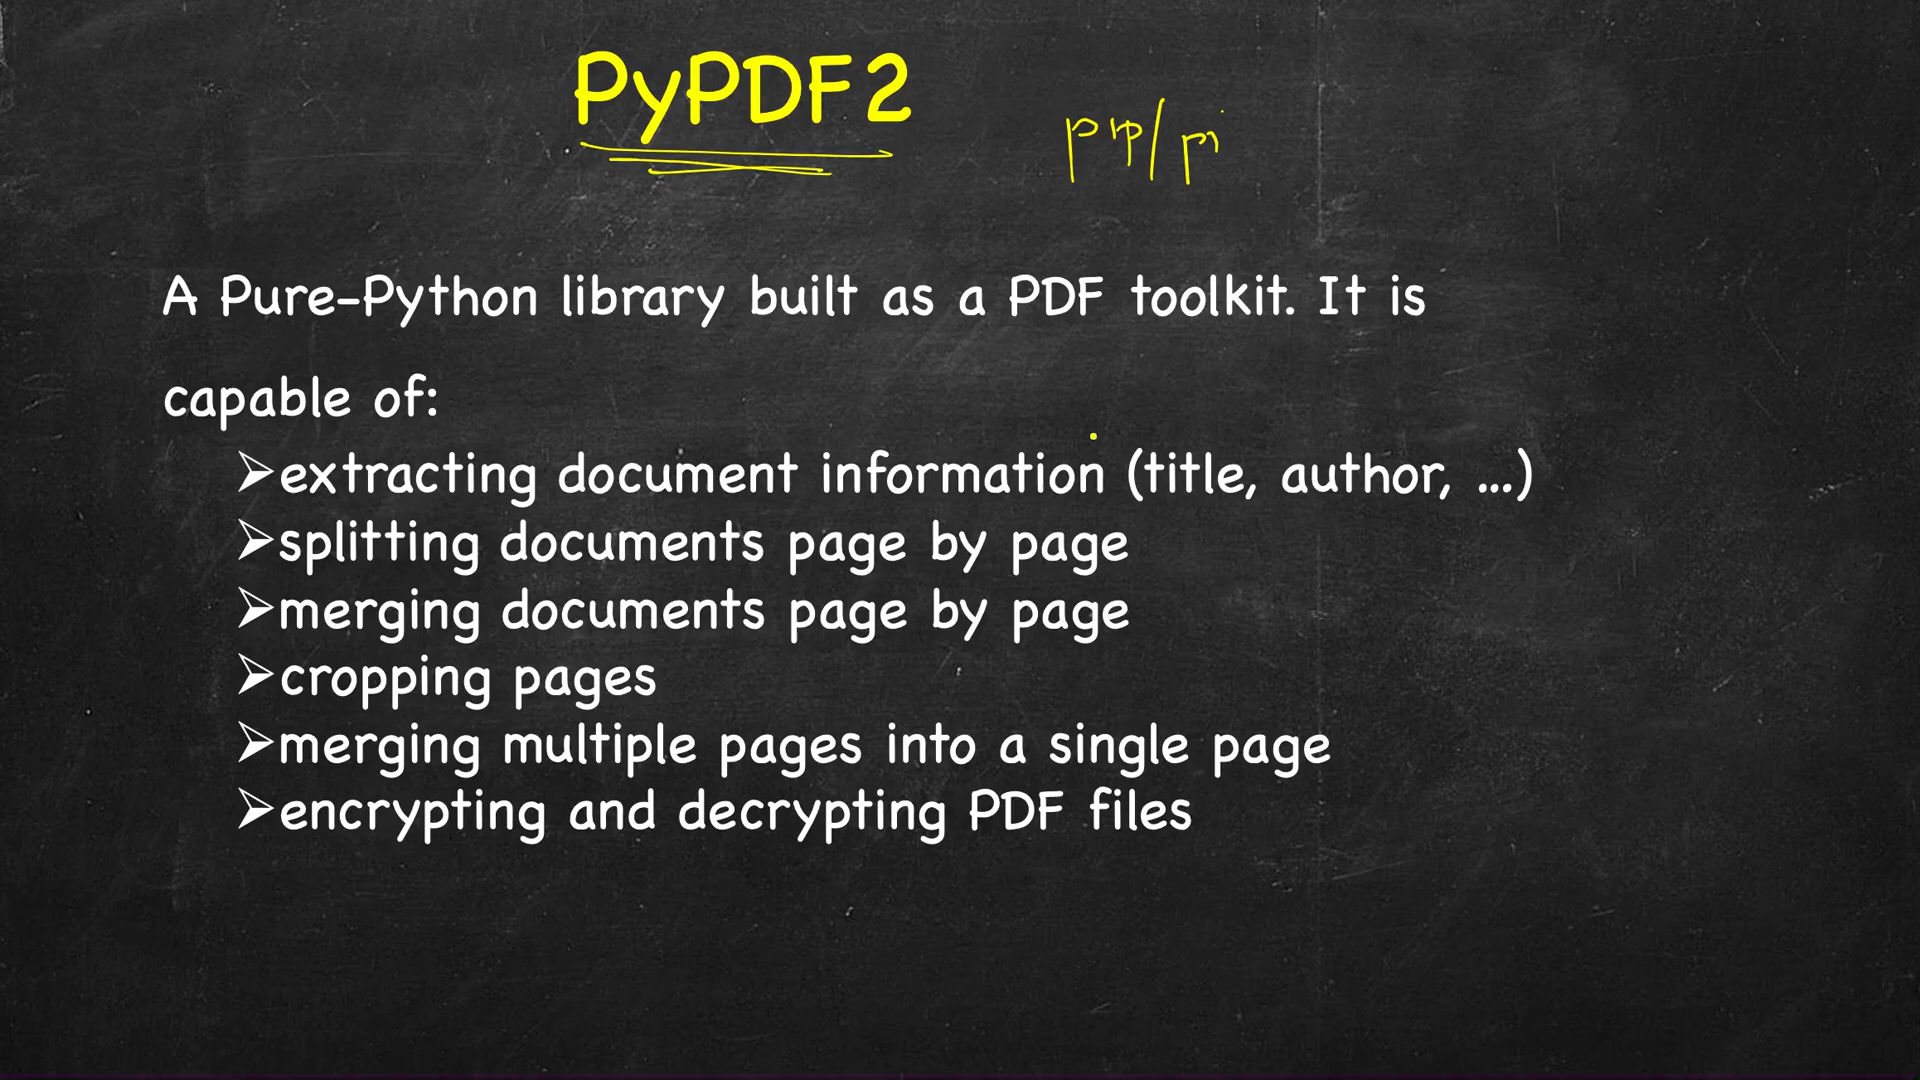 PyPDF2
pip/pi
A Pure-Python library built as a PDF toolkit. It is
capable of:
➢extracting document information (title, author, ...)
➢splitting documents page by page
➢merging documents page by page
➢cropping pages
➢merging multiple pages into a single page
➢encrypting and decrypting PDF files